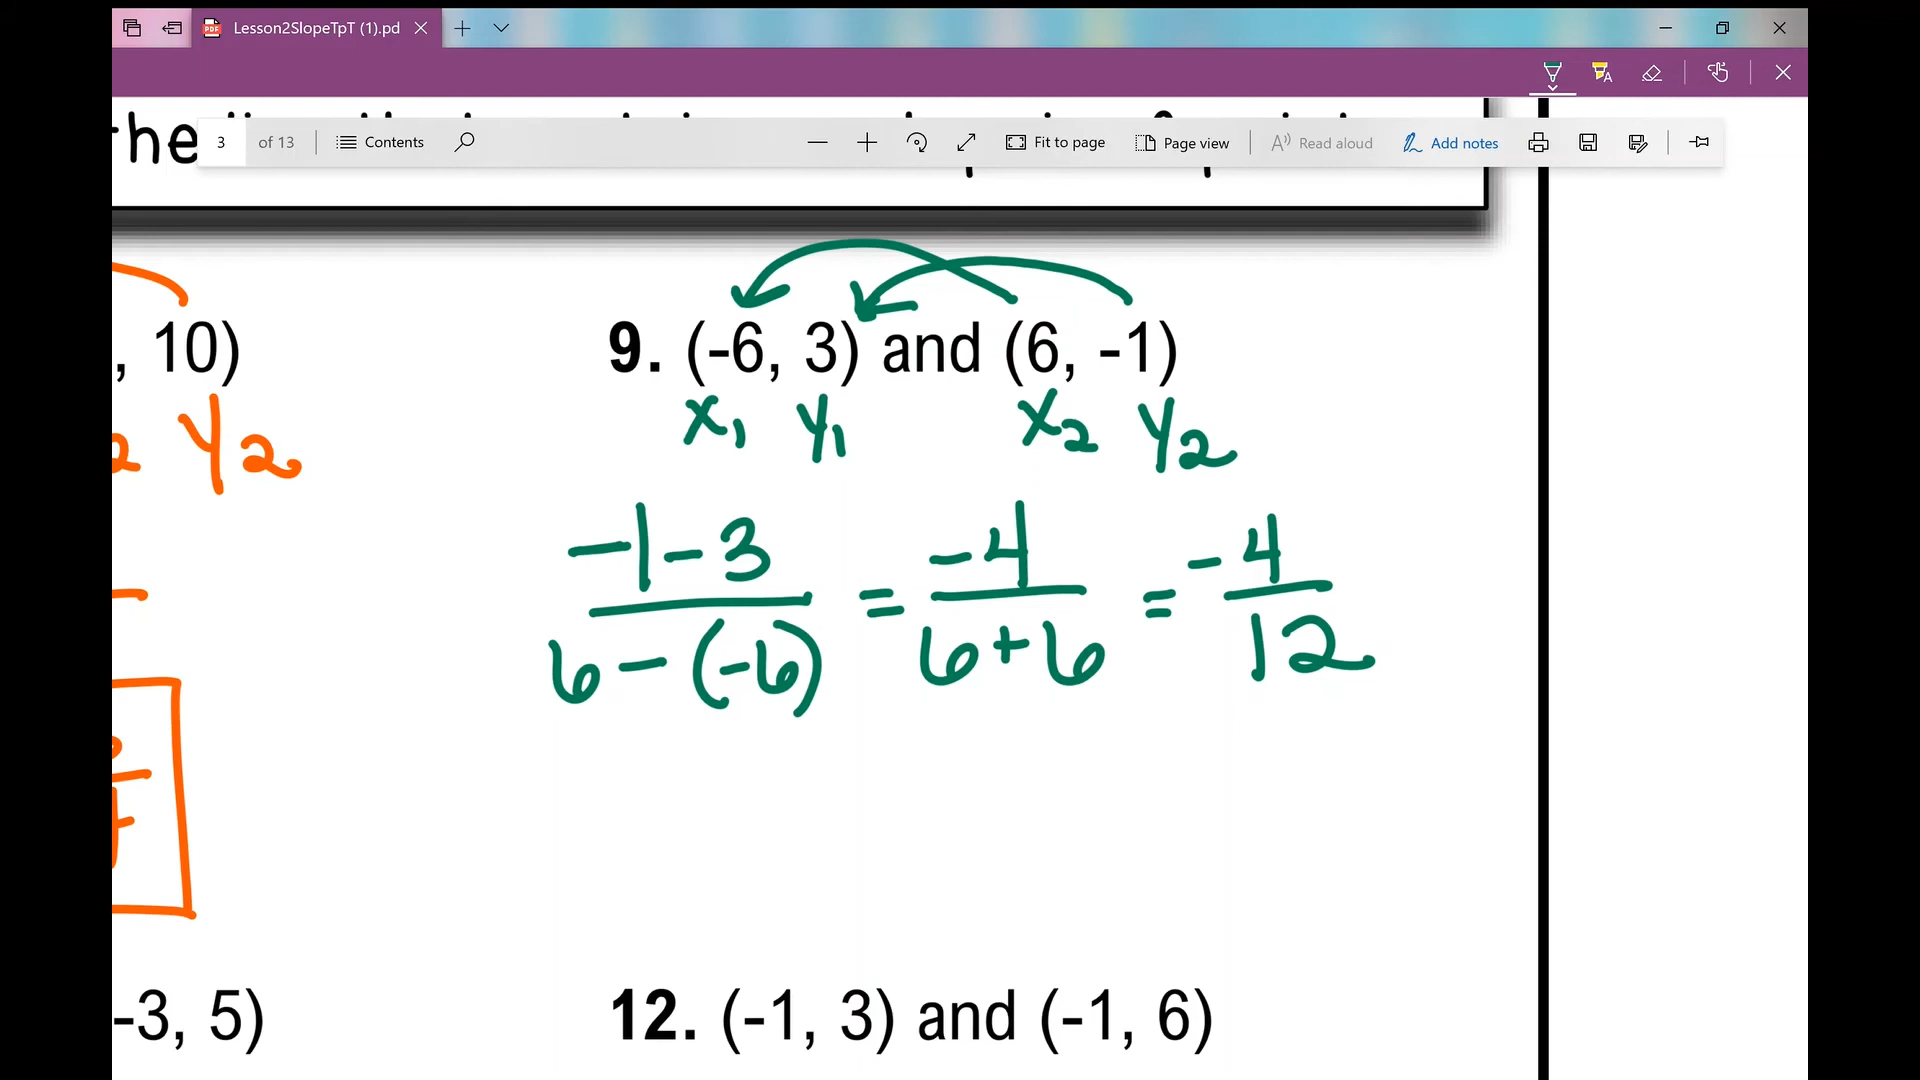 Lesson2SlopeTpT (1).pd
3 of 13 Contents Fit to page Page view Read aloud Add notes
the
, 10)
9. (-6, 3) and (6, -1)
2 y2
x1 y1 x2 y2
-1-3/6-(-6) = -4/6+6 = -4/12
-3, 5)
12. (-1, 3) and (-1, 6)